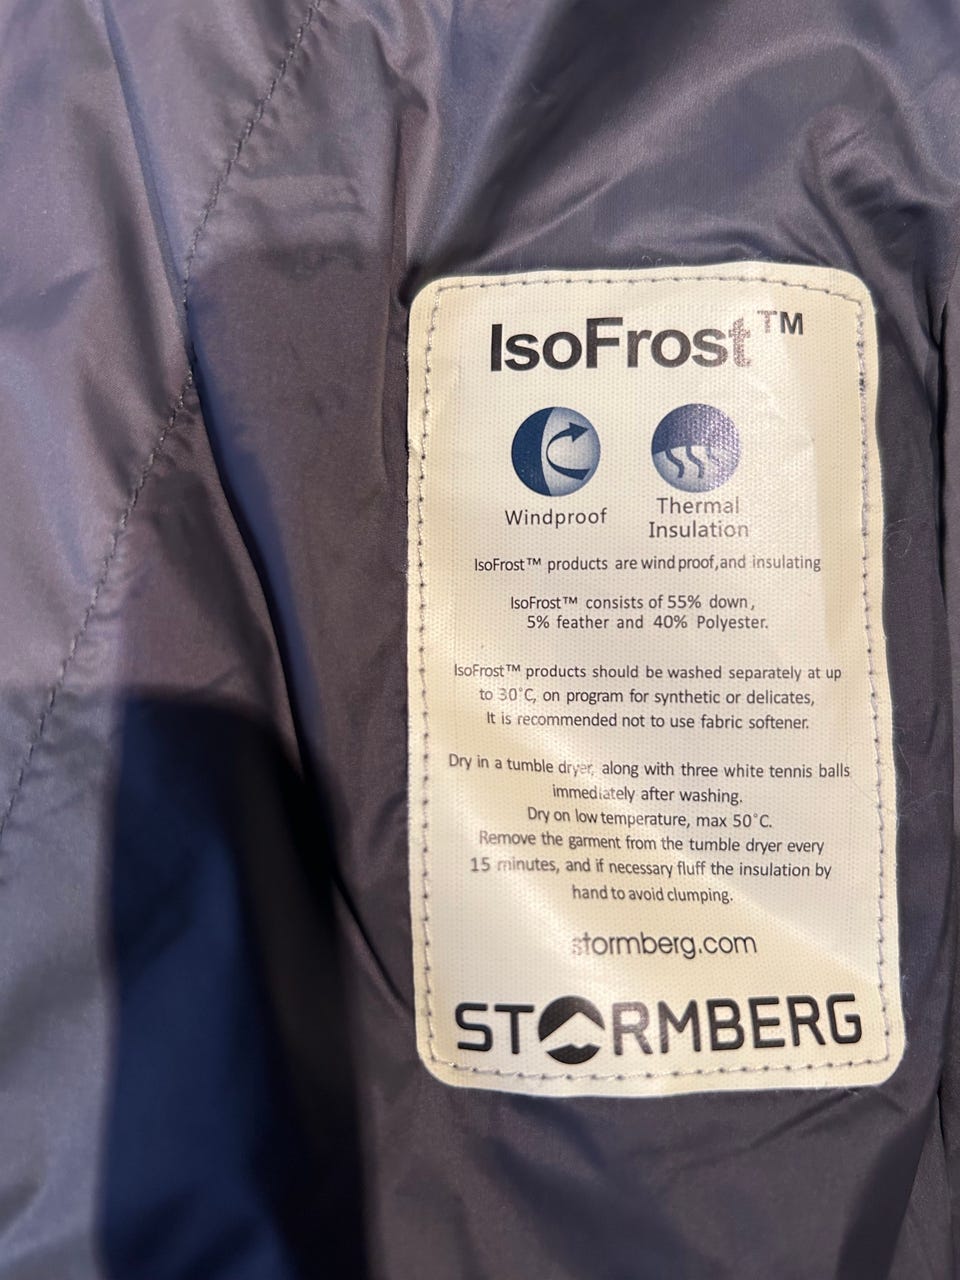 IsoFrost™
Windproof
Thermal
Insulation
IsoFrost™ products are wind proof,and insulating
IsoFrost™ consists of 55% down,
5% feather and 40% Polyester.
IsoFrost™ products should be washed separately at up
to 30°C, on program for synthetic or delicates,
It is recommended not to use fabric softener.
Dry in a tumble dryer, along with three white tennis balls
immediately after washing.
Dry on low temperature, max 50°C.
Remove the garment from the tumble dryer every
15 minutes, and if necessary fluff the insulation by
hand to avoid clumping.
stormberg.com
STORMBERG